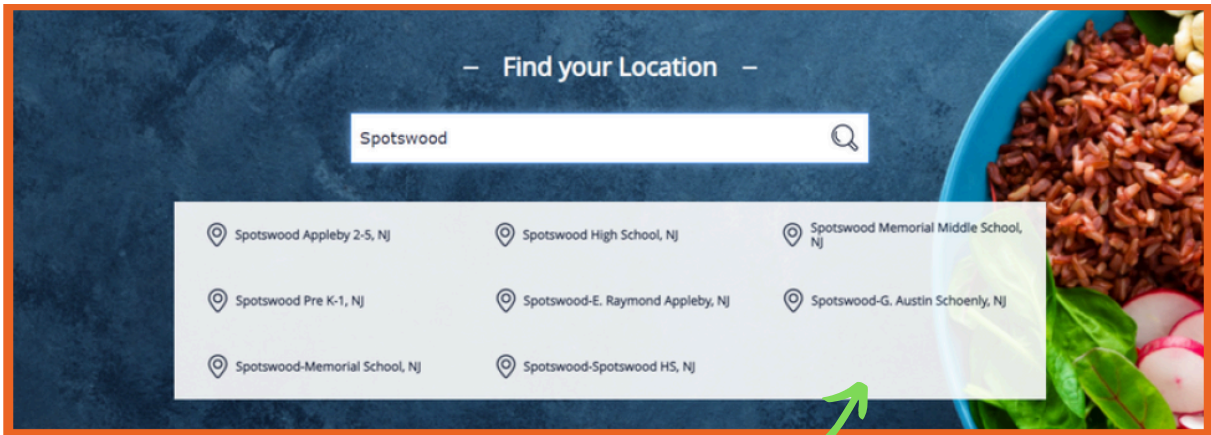 – Find your Location –
Spotswood
Spotswood Appleby 2-5, NJ
Spotswood High School, NJ
Spotswood Memorial Middle School,
NJ
Spotswood Pre K-1, NJ
Spotswood-E. Raymond Appleby, NJ
Spotswood-G. Austin Schoenly, NJ
Spotswood-Memorial School, NJ
Spotswood-Spotswood HS, NJ